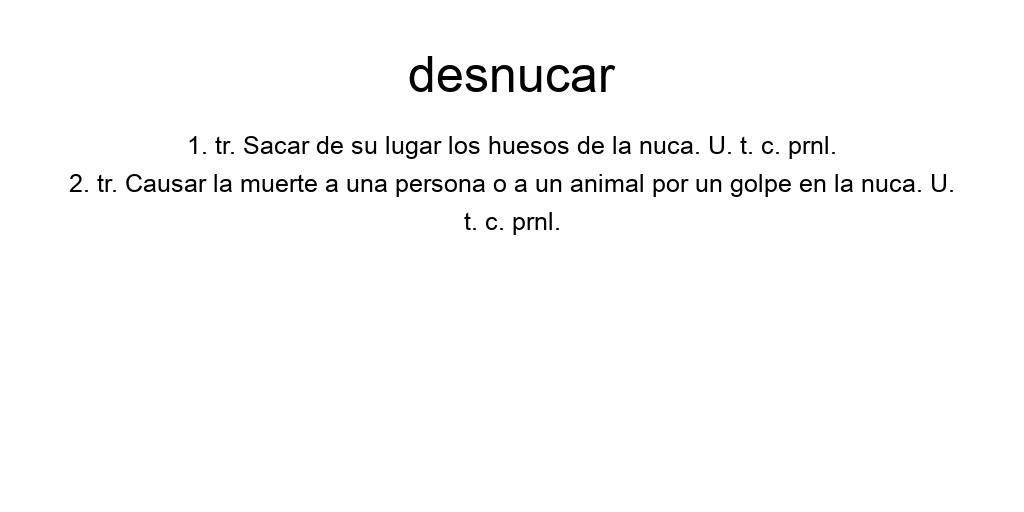 desnucar
1. tr. Sacar de su lugar los huesos de la nuca. U. t. c. prnl.
2. tr. Causar la muerte a una persona o a un animal por un golpe en la nuca. U.
t. c. prnl.